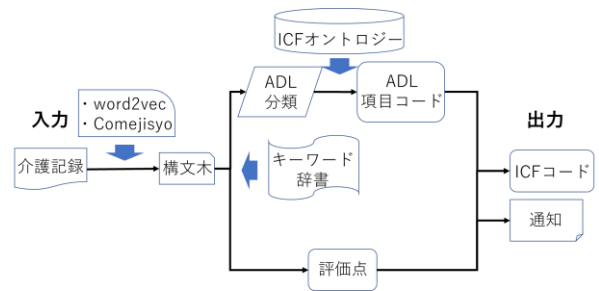 ICFオントロジー
・word2vec
・Comejisyo
ADL
分類
ADL
項目コード
入力
出力
介護記録
構文木
キーワード
辞書
ICFコード
通知
評価点